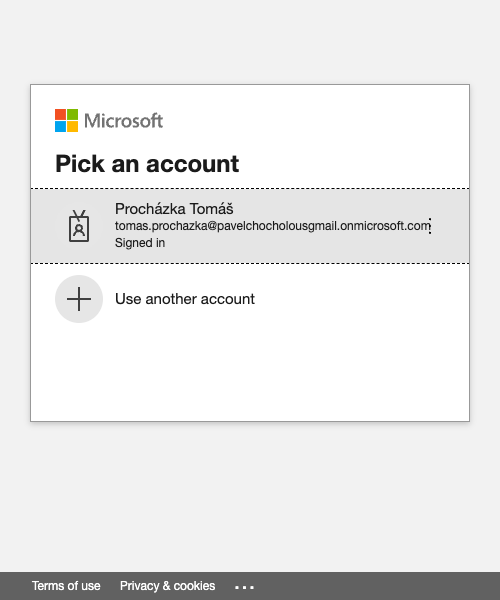 Microsoft
Pick an account
Procházka Tomáš
tomas.prochazka@pavelchocholousgmail.onmicrosoft.com
Signed in
Use another account
Terms of use
Privacy & cookies